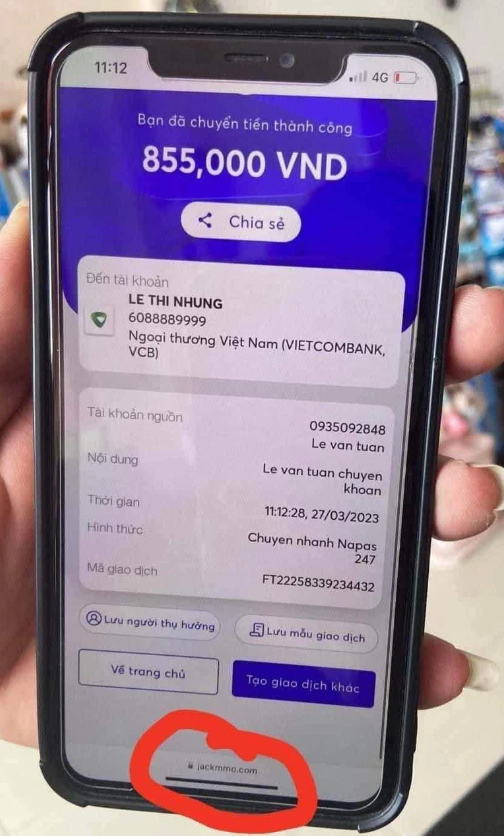 11:12
4G
Bạn đã chuyển tiền thành công
855,000 VND
Chia sẻ
Đến tài khoản
LE THI NHUNG
6088889999
Ngoại thương Việt Nam (VIETCOMBANK,
VCB)
Tài khoản nguồn
0935092848
Le van tuan
Nội dung
Le van tuan chuyen
khoan
Thời gian
11:12:28, 27/03/2023
Hình thức
Chuyen nhanh Napas
247
Mã giao dịch
FT22258339234432
Lưu người thụ hưởng
Lưu mẫu giao dịch
Về trang chủ
Tạo giao dịch khác
jackmmo.com